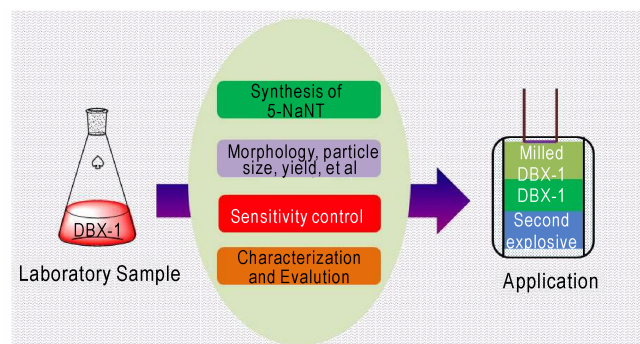 Synthesis of
5-NaNT
Morphology, particle
size, yield, et al
Sensitivity control
Characterization
and Evalution
DBX-1
Laboratory Sample
Milled
DBX-1
DBX-1
Second
explosive
Application